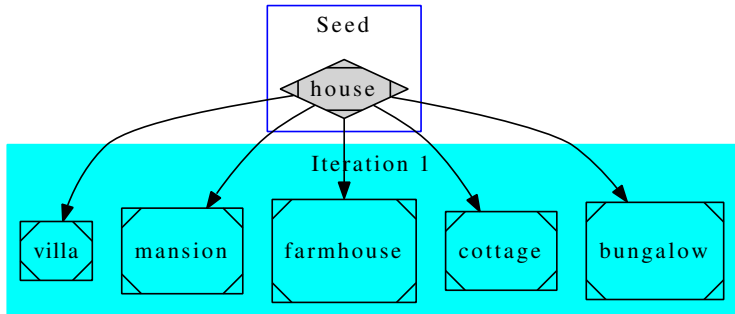 Seed
house
Iteration 1
villa
mansion
farmhouse
cottage
bungalow